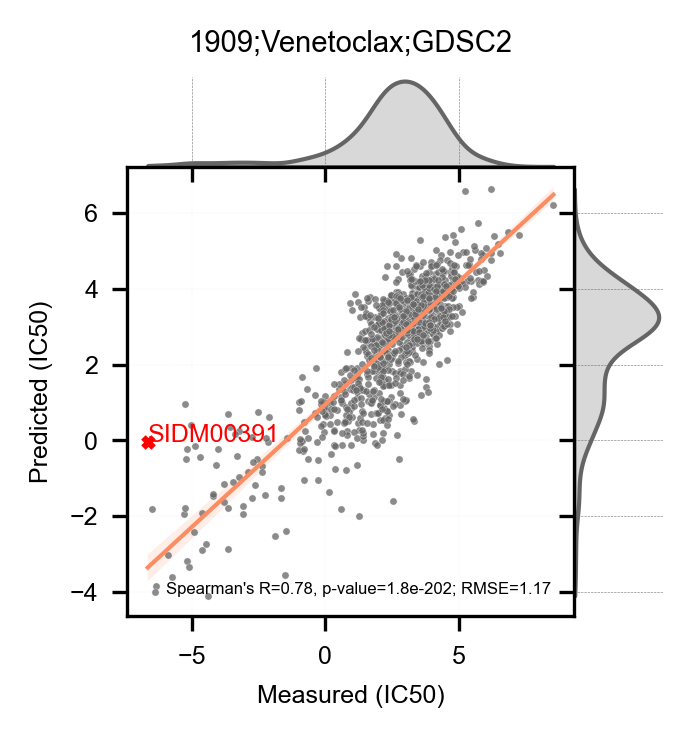 1909;Venetoclax;GDSC2
6
4
2
0
−2
−4
Predicted (IC50)
SIDM00391
Spearman's R=0.78, p-value=1.8e-202; RMSE=1.17
−5
0
5
Measured (IC50)